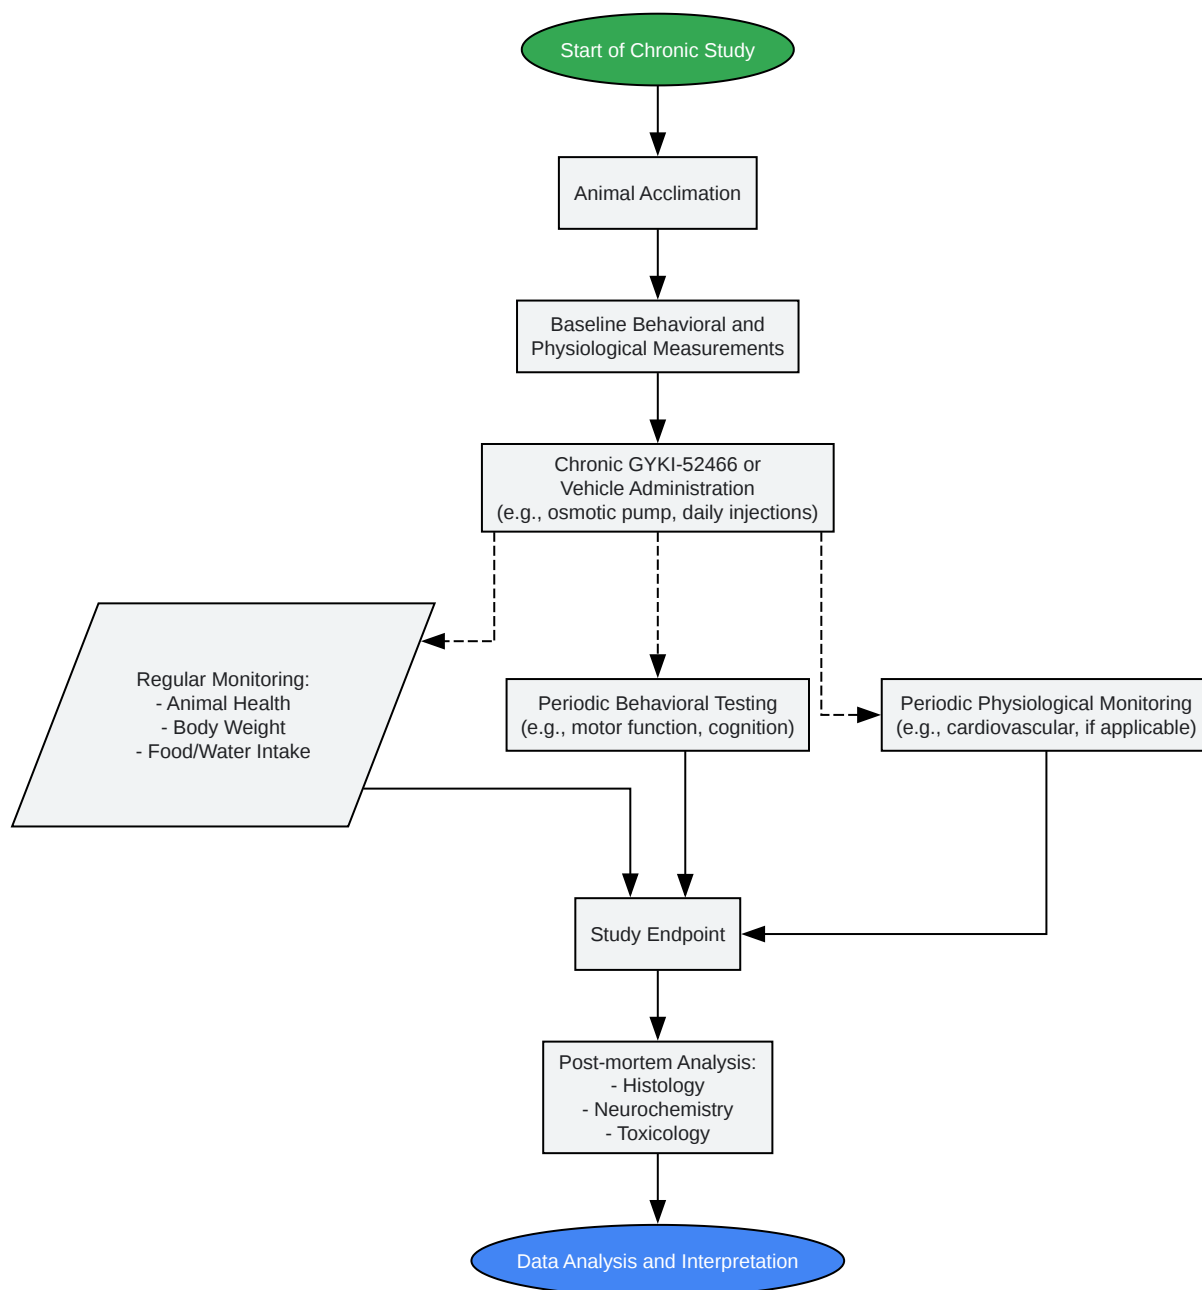 Start of Chronic Study
Animal Acclimation
Baseline Behavioral and
Physiological Measurements
Chronic GYKI-52466 or
Vehicle Administration
(e.g., osmotic pump, daily injections)
Regular Monitoring:
- Animal Health
- Body Weight
- Food/Water Intake
Periodic Behavioral Testing
(e.g., motor function, cognition)
Periodic Physiological Monitoring
(e.g., cardiovascular, if applicable)
Study Endpoint
Post-mortem Analysis:
- Histology
- Neurochemistry
- Toxicology
Data Analysis and Interpretation